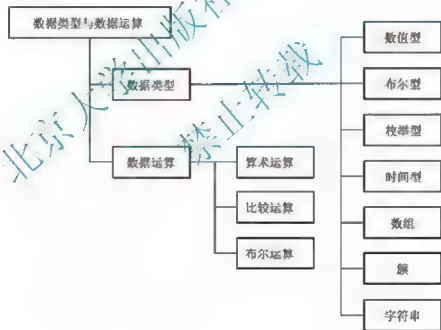 数据类型与数据运算
数据类型
数据运算
算术运算
比较运算
布尔运算
数值型
布尔型
枚举型
时间型
数组
簇
字符串
北京大学出版社
禁止转载